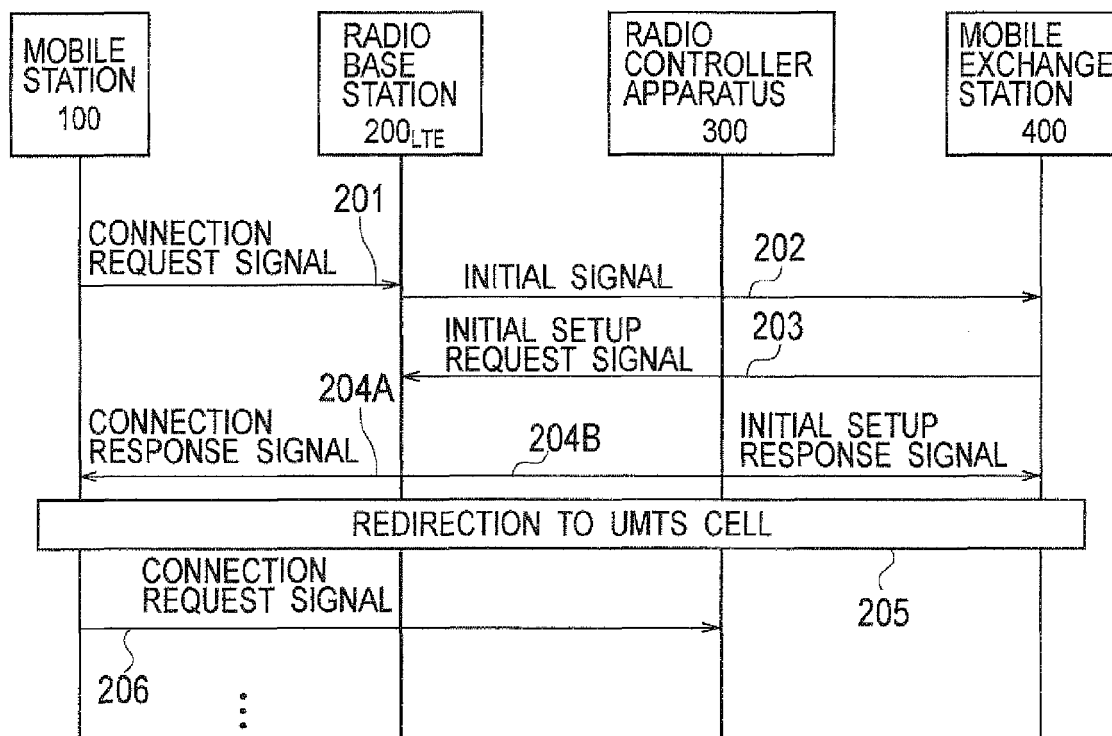 MOBILE
STATION
100
RADIO
BASE
STATION
200LTE
RADIO
CONTROLLER
APPARATUS
300
MOBILE
EXCHANGE
STATION
400
CONNECTION
REQUEST SIGNAL
201
INITIAL SIGNAL
202
INITIAL SETUP
REQUEST SIGNAL
203
204A
CONNECTION
RESPONSE SIGNAL
204B
INITIAL SETUP
RESPONSE SIGNAL
REDIRECTION TO UMTS CELL
205
CONNECTION
REQUEST SIGNAL
206